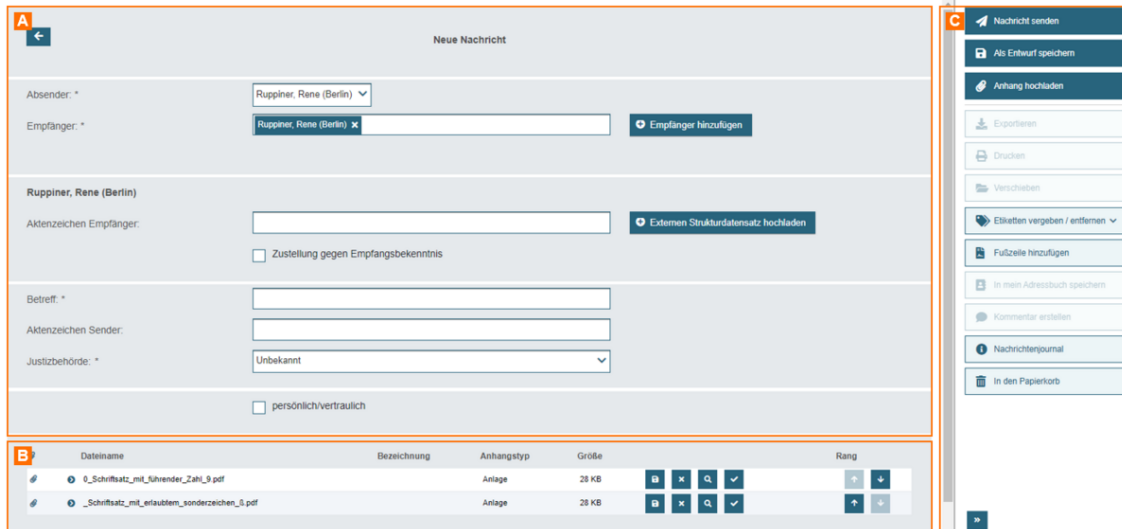 A
Neue Nachricht
Absender: * Ruppiner, Rene (Berlin)
Empfänger: * Ruppiner, Rene (Berlin) x Empfänger hinzufügen
Ruppiner, Rene (Berlin)
Aktenzeichen Empfänger: Externen Strukturdatensatz hochladen
Zustellung gegen Empfangsbekenntnis
Betreff: *
Aktenzeichen Sender:
Justizbehörde: * Unbekannt
persönlich/vertraulich
B
Dateiname Bezeichnung Anhangstyp Größe Rang
0_Schriftsatz_mit_führender_Zahl_9.pdf Anlage 28 KB
_Schriftsatz_mit_erlaubtem_sonderzeichen_ß.pdf Anlage 28 KB
C
Nachricht senden
Als Entwurf speichern
Anhang hochladen
Exportieren
Drucken
Verschieben
Etiketten vergeben / entfernen
Fußzeile hinzufügen
In mein Adressbuch speichern
Kommentar erstellen
Nachrichtenjournal
In den Papierkorb